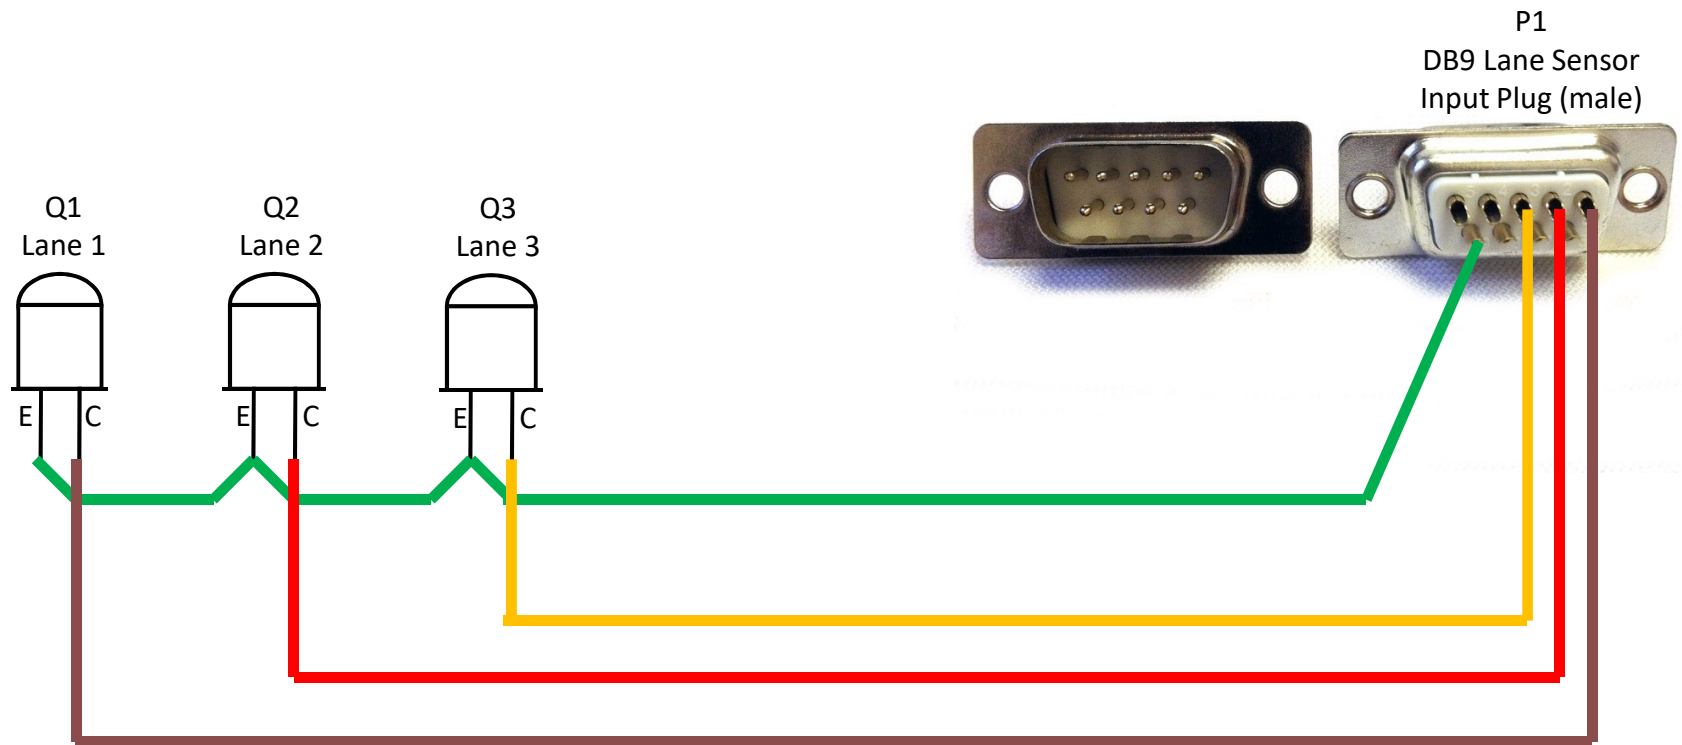 P1
DB9 Lane Sensor
Input Plug (male)
Q1
Lane 1
Q2
Lane 2
Q3
Lane 3
E
C
E
C
E
C